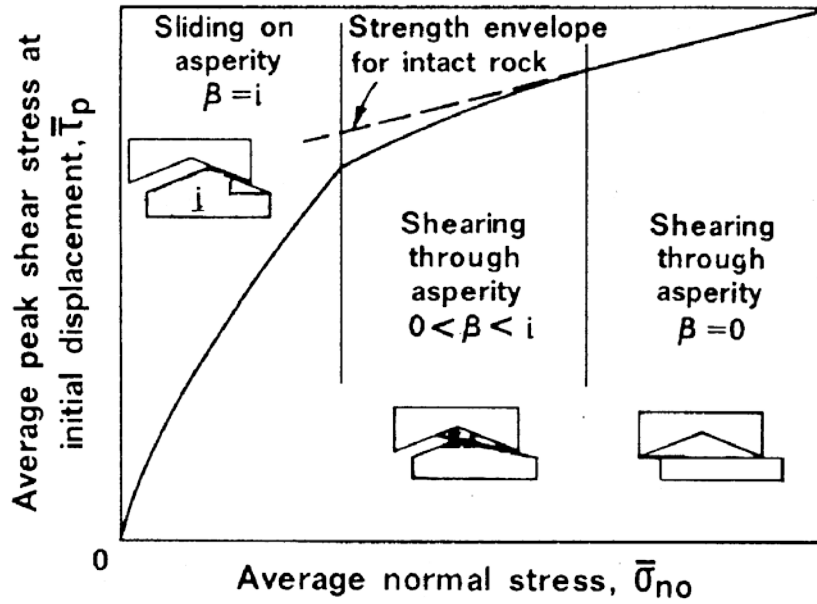 Average peak shear stress at
initial displacement, τ̿p
Sliding on
asperity
β = i
i
Strength envelope
for intact rock
Shearing
through
asperity
0 < β < i
Shearing
through
asperity
β = 0
0
Average normal stress, σ̿no